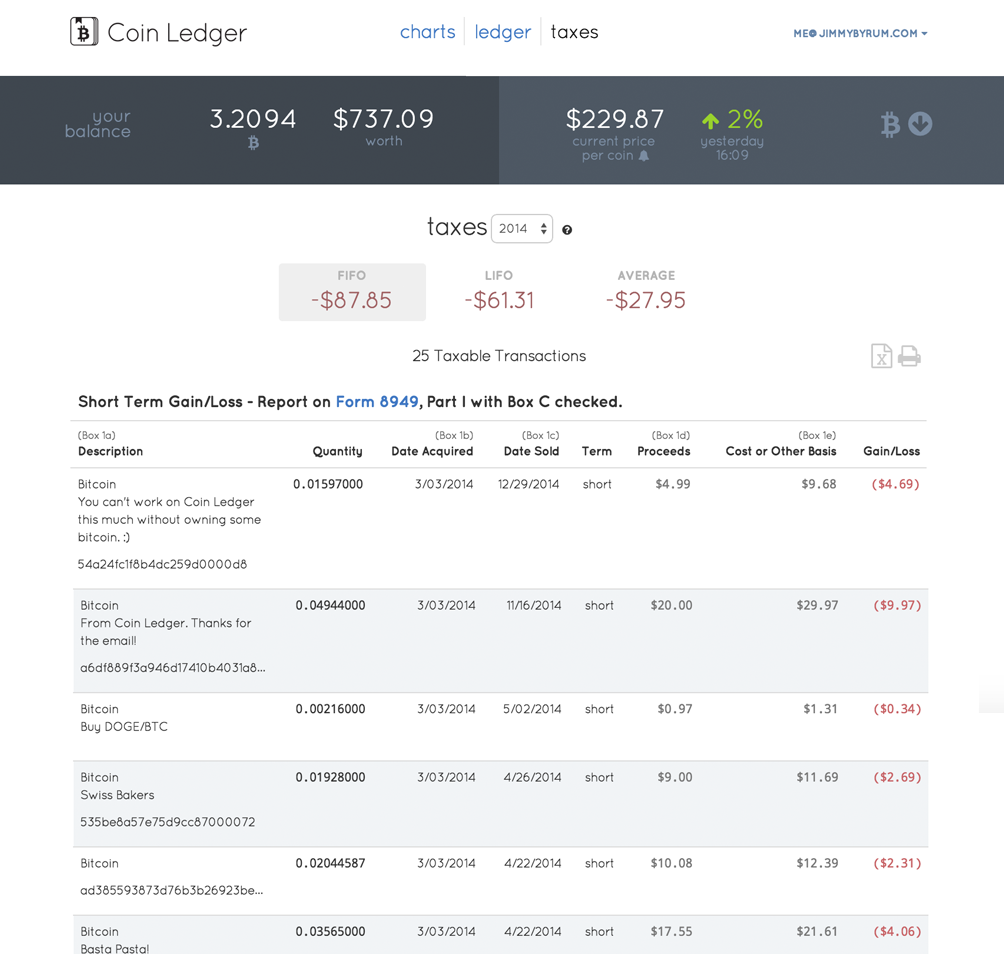 Coin Ledger
charts ledger taxes
ME@JIMMYBYRUM.COM
your
balance
3.2094
$737.09
worth
$229.87
current price
per coin
2%
yesterday
16:09
taxes 2014
FIFO
-$87.85
LIFO
-$61.31
AVERAGE
-$27.95
25 Taxable Transactions
Short Term Gain/Loss - Report on Form 8949, Part I with Box C checked.
(Box 1a) (Box 1b) (Box 1c) (Box 1d) (Box 1e)
Description Quantity Date Acquired Date Sold Term Proceeds Cost or Other Basis Gain/Loss
Bitcoin 0.01597000 3/03/2014 12/29/2014 short $4.99 $9.68 ($4.69)
You can't work on Coin Ledger
this much without owning some
bitcoin. :)
54a24fc1f8b4dc259d0000d8
Bitcoin 0.04944000 3/03/2014 11/16/2014 short $20.00 $29.97 ($9.97)
From Coin Ledger. Thanks for
the email!
a6df889f3a946d17410b4031a8...
Bitcoin 0.00216000 3/03/2014 5/02/2014 short $0.97 $1.31 ($0.34)
Buy DOGE/BTC
Bitcoin 0.01928000 3/03/2014 4/26/2014 short $9.00 $11.69 ($2.69)
Swiss Bakers
535be8a57e75d9cc87000072
Bitcoin 0.02044587 3/03/2014 4/22/2014 short $10.08 $12.39 ($2.31)
ad385593873d76b3b26923be...
Bitcoin 0.03565000 3/03/2014 4/22/2014 short $17.55 $21.61 ($4.06)
Basta Pasta!